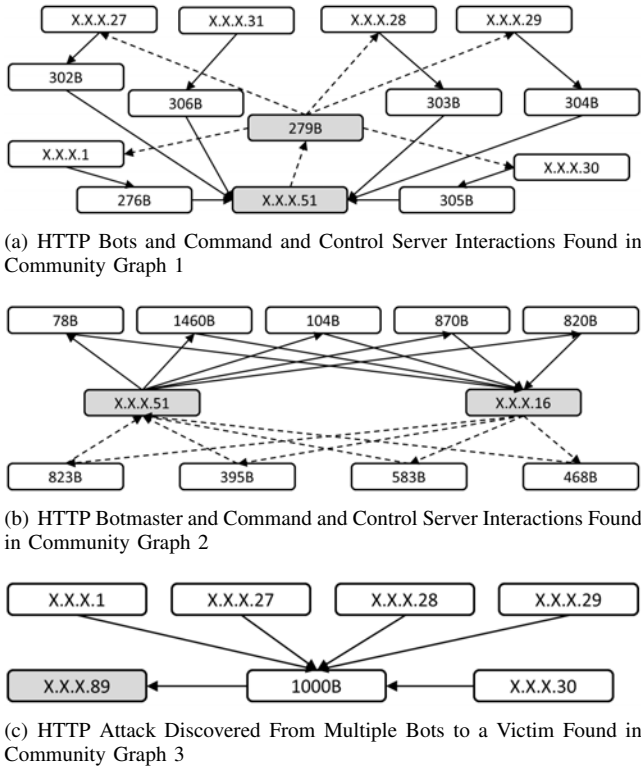 X.X.X.27
X.X.X.31
X.X.X.28
X.X.X.29
302B
306B
303B
304B
279B
X.X.X.1
X.X.X.30
276B
X.X.X.51
305B
(a) HTTP Bots and Command and Control Server Interactions Found in
Community Graph 1
78B
1460B
104B
870B
820B
X.X.X.51
X.X.X.16
823B
395B
583B
468B
(b) HTTP Botmaster and Command and Control Server Interactions Found
in Community Graph 2
X.X.X.1
X.X.X.27
X.X.X.28
X.X.X.29
X.X.X.89
1000B
X.X.X.30
(c) HTTP Attack Discovered From Multiple Bots to a Victim Found in
Community Graph 3